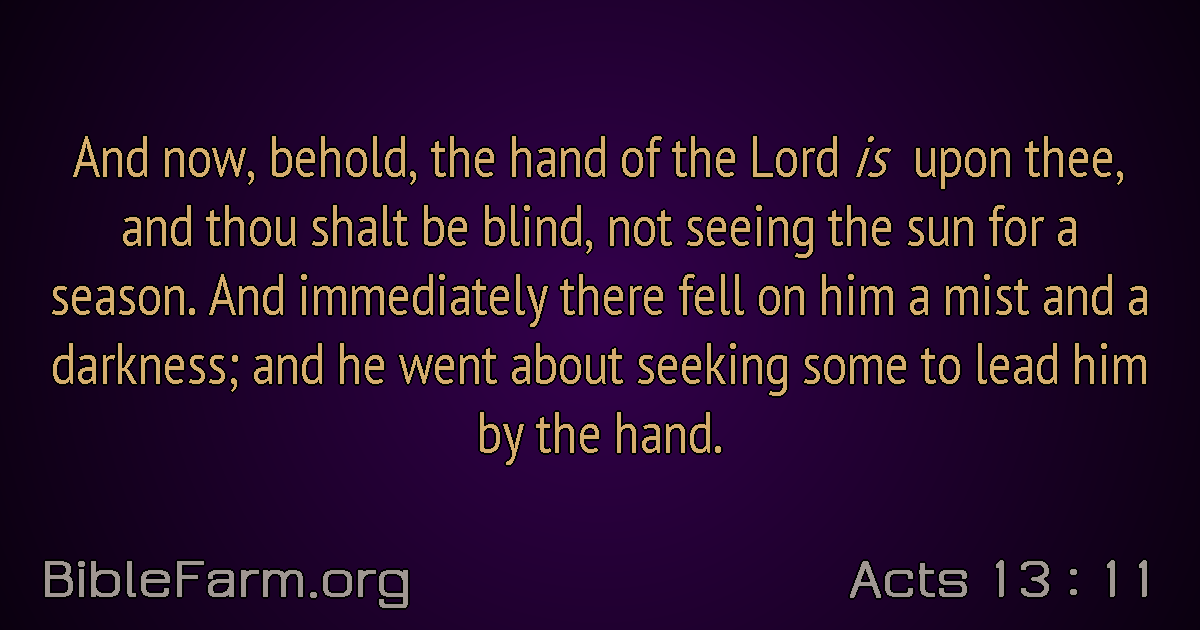 And now, behold, the hand of the Lord is upon thee,
and thou shalt be blind, not seeing the sun for a
season. And immediately there fell on him a mist and a
darkness; and he went about seeking some to lead him
by the hand.
BibleFarm.org
Acts 13 : 11